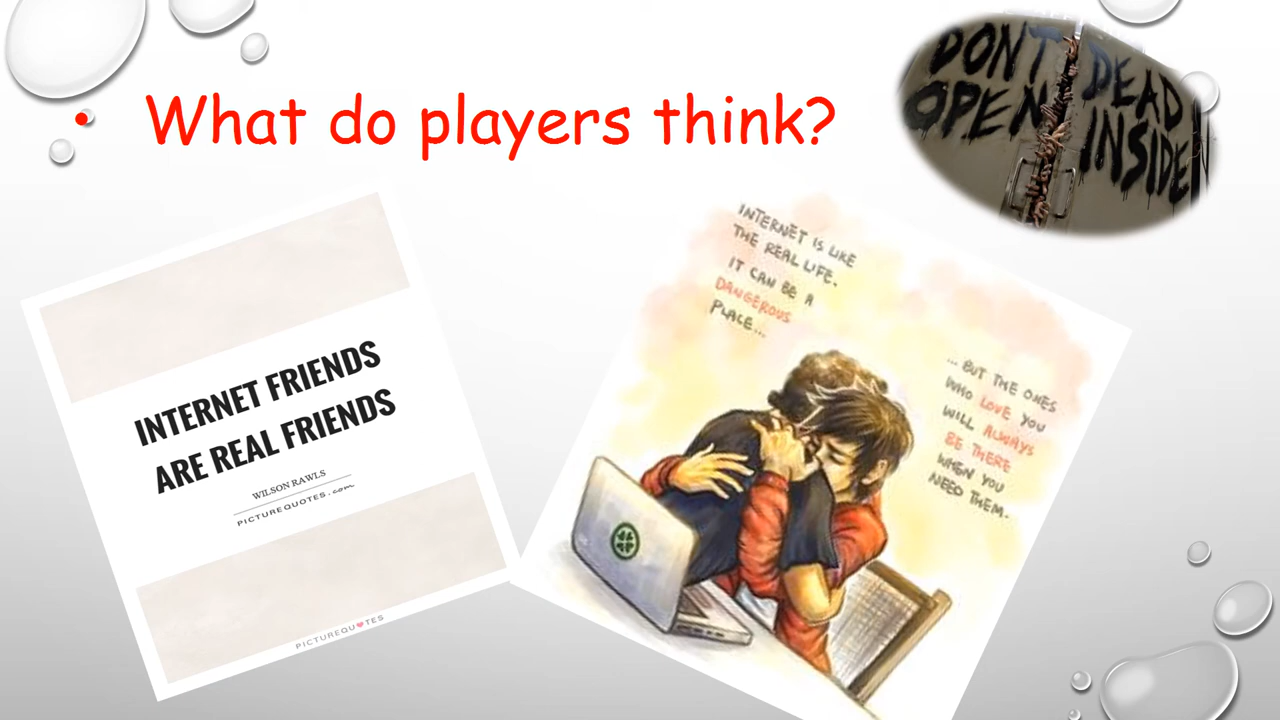 What do players think?
DON'T
OPEN
DEAD
INSIDE
INTERNET FRIENDS
ARE REAL FRIENDS
WILSON RAWLS
PICTUREQUOTES.com
PICTUREQU♥TES
INTERNET IS LIKE
THE REAL LIFE.
IT CAN BE A
DANGEROUS
PLACE...
... BUT THE ONES
WHO LOVE YOU
WILL ALWAYS
BE THERE
WHEN YOU
NEED THEM.